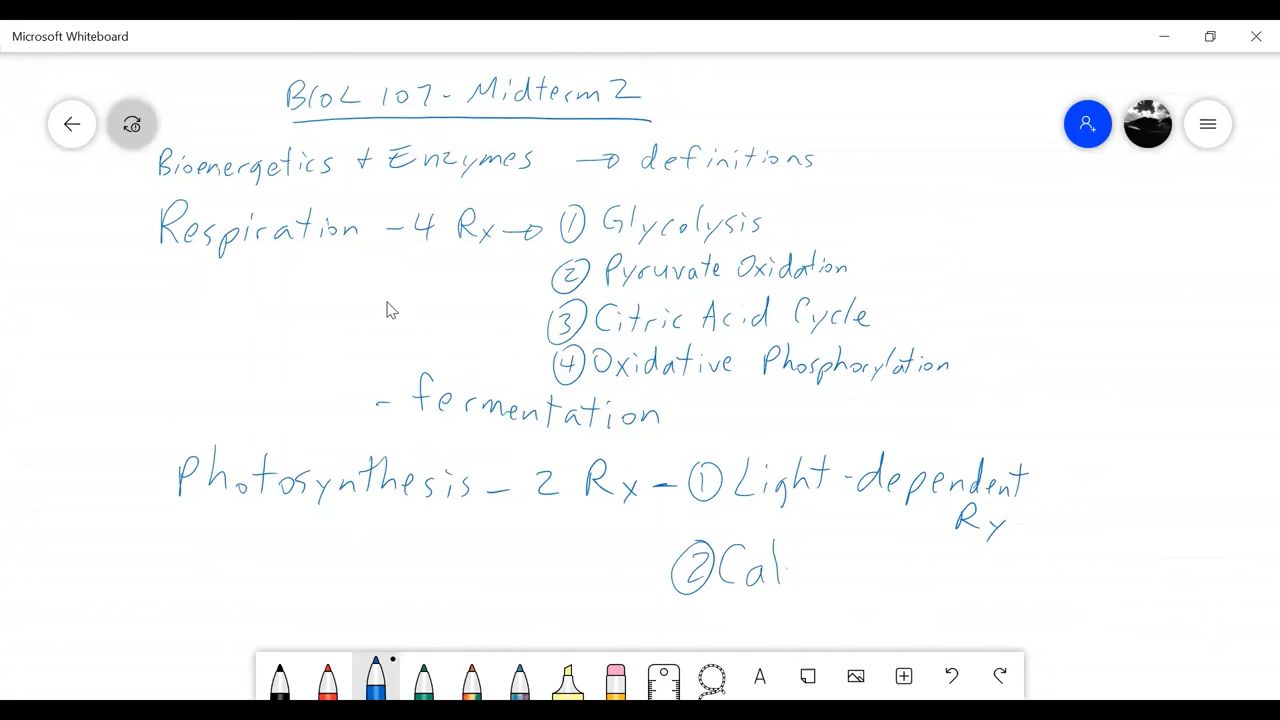 Microsoft Whiteboard
BIOL 107 - Midterm 2
Bioenergetics + Enzymes → definitions
Respiration - 4 Rx → ① Glycolysis
② Pyruvate Oxidation
③ Citric Acid Cycle
④ Oxidative Phosphorylation
- fermentation
Photosynthesis - 2 Rx - ① Light-dependent
Rx
② Cal
A